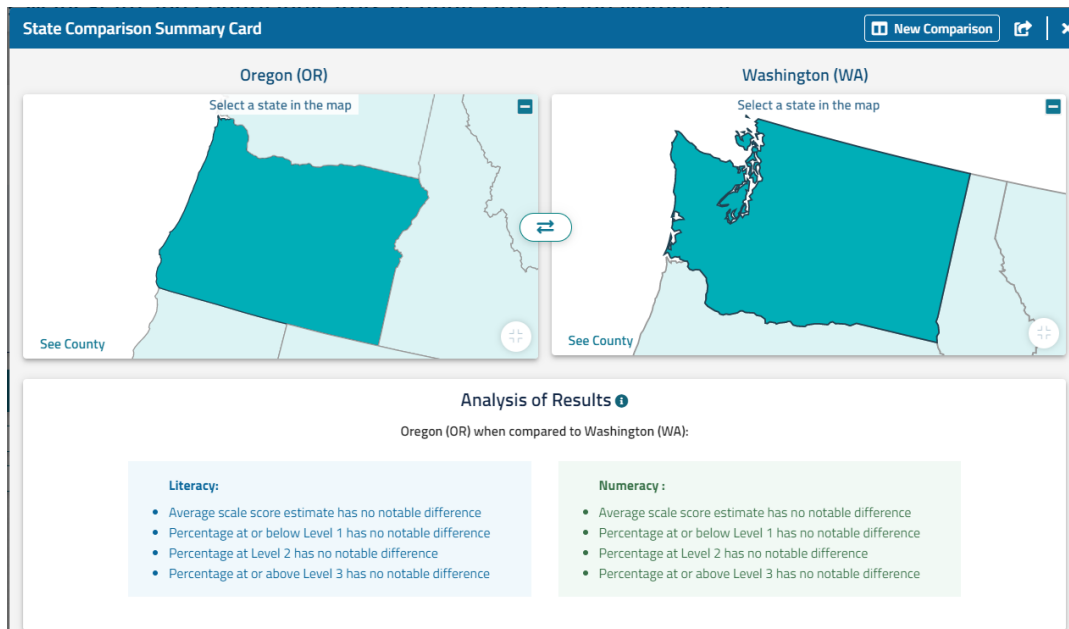 State Comparison Summary Card
New Comparison
Oregon (OR)
Washington (WA)
Select a state in the map
Select a state in the map
See County
See County
Analysis of Results
Oregon (OR) when compared to Washington (WA):
Literacy:
Average scale score estimate has no notable difference
Percentage at or below Level 1 has no notable difference
Percentage at Level 2 has no notable difference
Percentage at or above Level 3 has no notable difference
Numeracy :
Average scale score estimate has no notable difference
Percentage at or below Level 1 has no notable difference
Percentage at Level 2 has no notable difference
Percentage at or above Level 3 has no notable difference